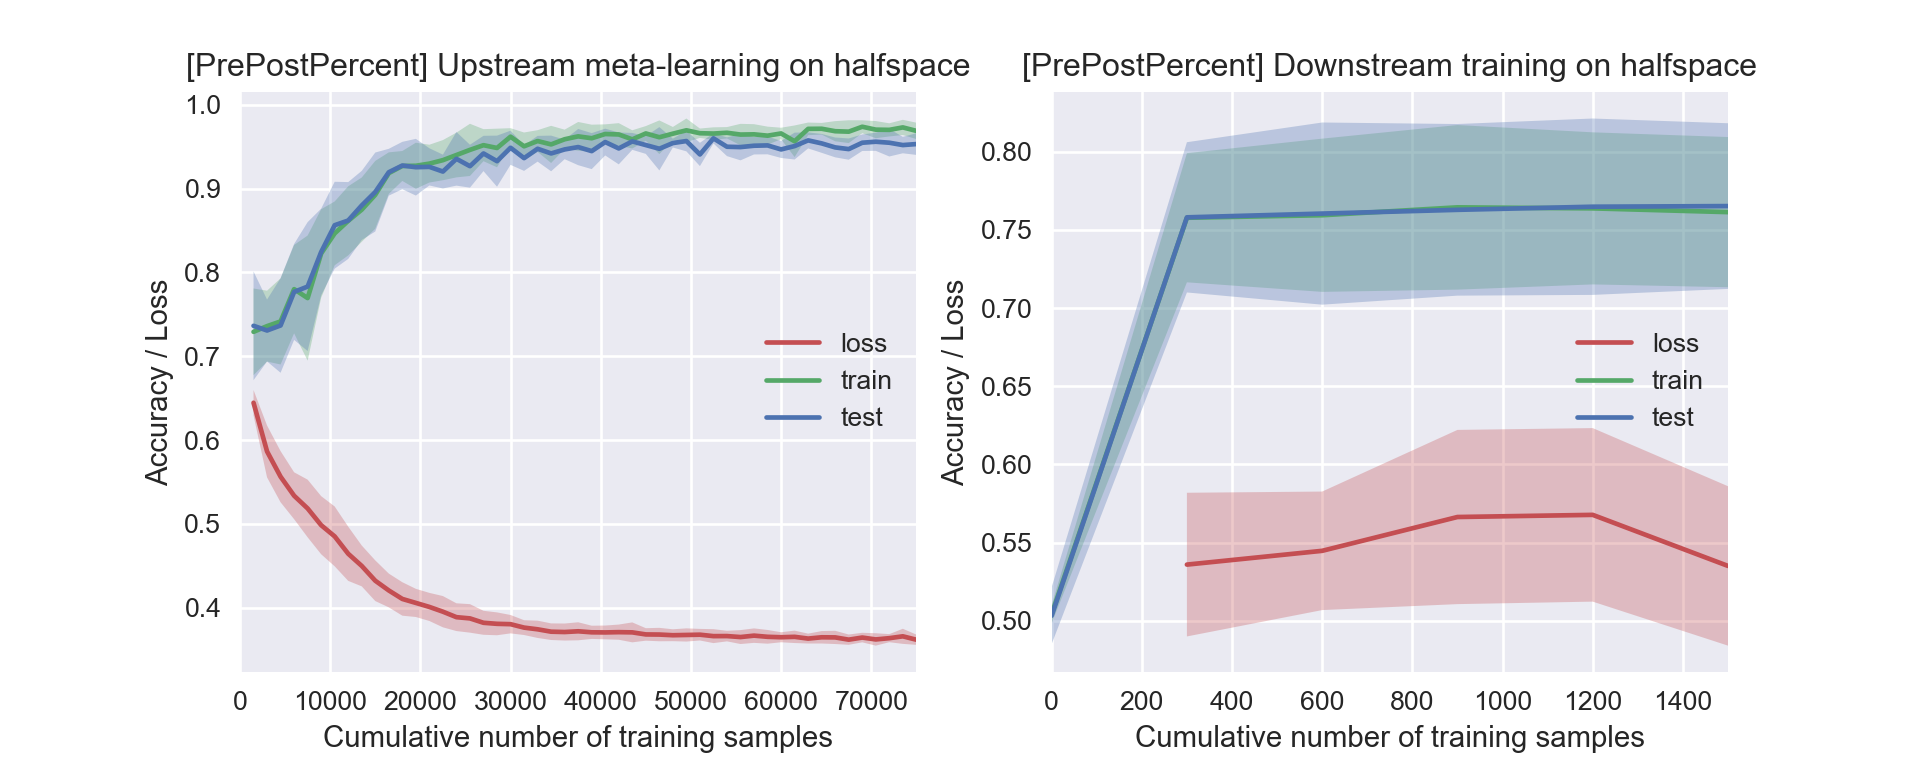 [PrePostPercent] Upstream meta-learning on halfspace
1.0
0.9
0.8
0.7
0.6
0.5
0.4
Accuracy / Loss
loss
train
test
0 10000 20000 30000 40000 50000 60000 70000
Cumulative number of training samples
[PrePostPercent] Downstream training on halfspace
0.80
0.75
0.70
0.65
0.60
0.55
0.50
Accuracy / Loss
loss
train
test
0 200 400 600 800 1000 1200 1400
Cumulative number of training samples